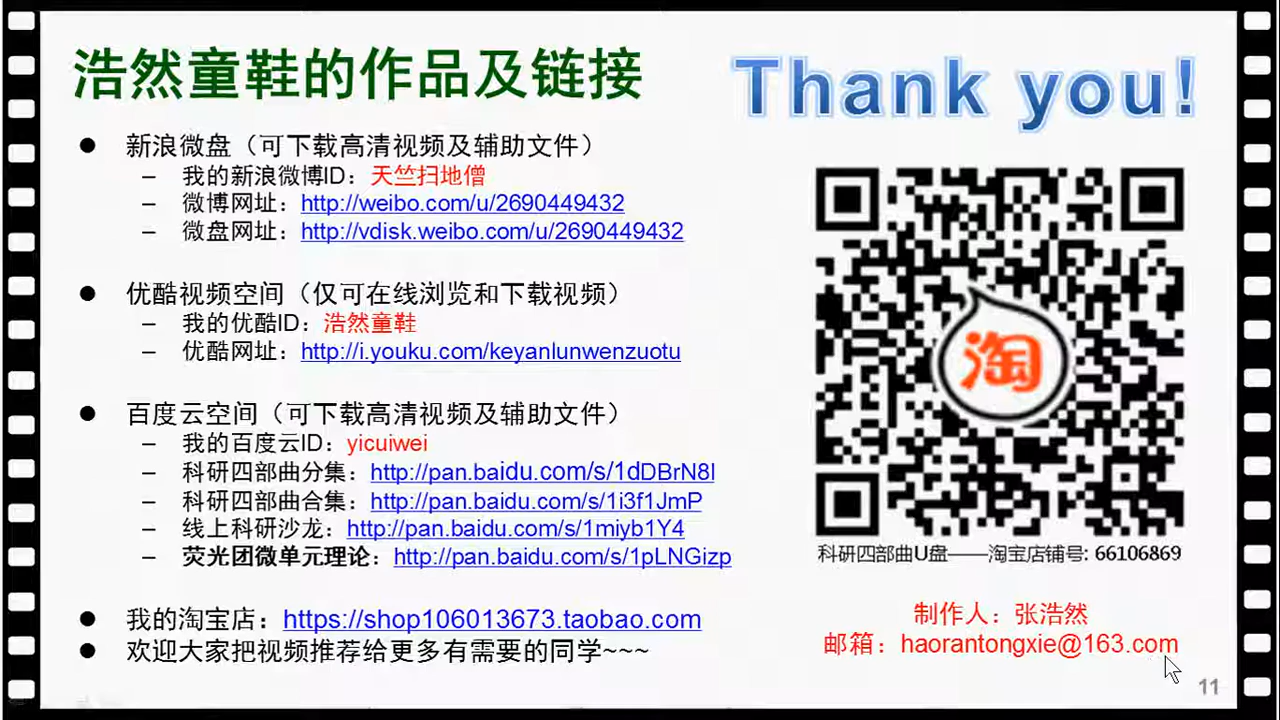 浩然童鞋的作品及链接
Thank you!
● 新浪微盘（可下载高清视频及辅助文件）
– 我的新浪微博ID：天竺扫地僧
– 微博网址：http://weibo.com/u/2690449432
– 微盘网址：http://vdisk.weibo.com/u/2690449432
● 优酷视频空间（仅可在线浏览和下载视频）
– 我的优酷ID：浩然童鞋
– 优酷网址：http://i.youku.com/keyanlunwenzuotu
● 百度云空间（可下载高清视频及辅助文件）
– 我的百度云ID：yicuiwei
– 科研四部曲分集：http://pan.baidu.com/s/1dDBrN8l
– 科研四部曲合集：http://pan.baidu.com/s/1i3f1JmP
– 线上科研沙龙：http://pan.baidu.com/s/1miyb1Y4
– 荧光团微单元理论：http://pan.baidu.com/s/1pLNGizp
● 我的淘宝店：https://shop106013673.taobao.com
● 欢迎大家把视频推荐给更多有需要的同学~~~
淘
科研四部曲U盘——淘宝店铺号: 66106869
制作人：张浩然
邮箱：haorantongxie@163.com
11